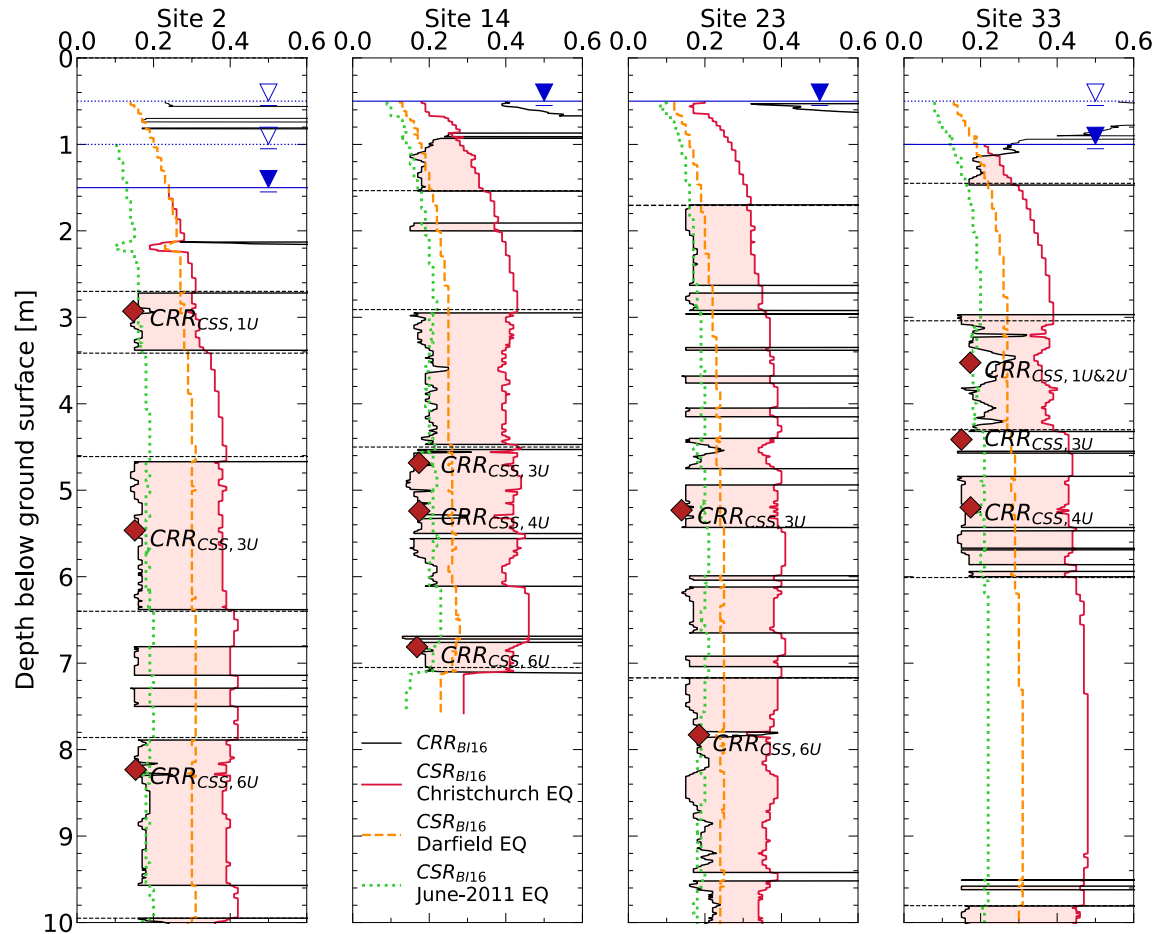 Site 2 Site 14 Site 23 Site 33
0.0 0.2 0.4 0.6 0.0 0.2 0.4 0.6 0.0 0.2 0.4 0.6 0.0 0.2 0.4 0.6
Depth below ground surface [m]
0
1
2
3
4
5
6
7
8
9
10
CRR_CSS, 1U
CRR_CSS, 3U
CRR_CSS, 6U
CRR_CSS, 3U
CRR_CSS, 4U
CRR_CSS, 6U
CRR_BI16
CSR_BI16
Christchurch EQ
CSR_BI16
Darfield EQ
CSR_BI16
June-2011 EQ
CRR_CSS, 3U
CRR_CSS, 6U
CRR_CSS, 1U&2U
CRR_CSS, 3U
CRR_CSS, 4U